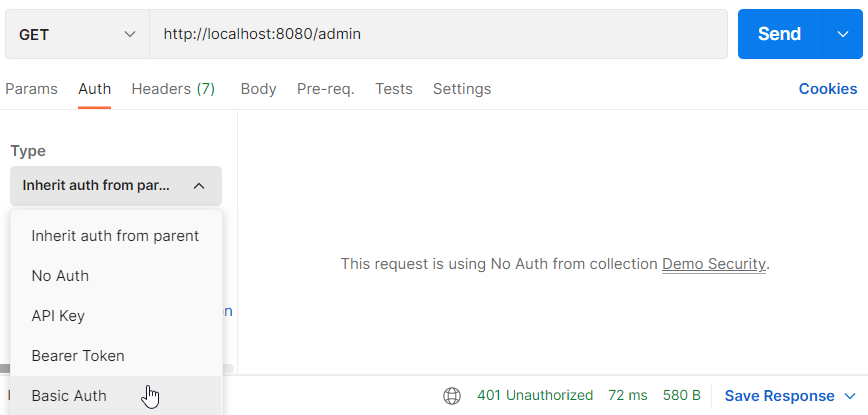 GET http://localhost:8080/admin Send
Params Auth Headers (7) Body Pre-req. Tests Settings Cookies
Type
Inherit auth from par...
Inherit auth from parent
No Auth
API Key
Bearer Token
Basic Auth
This request is using No Auth from collection Demo Security.
401 Unauthorized 72 ms 580 B Save Response